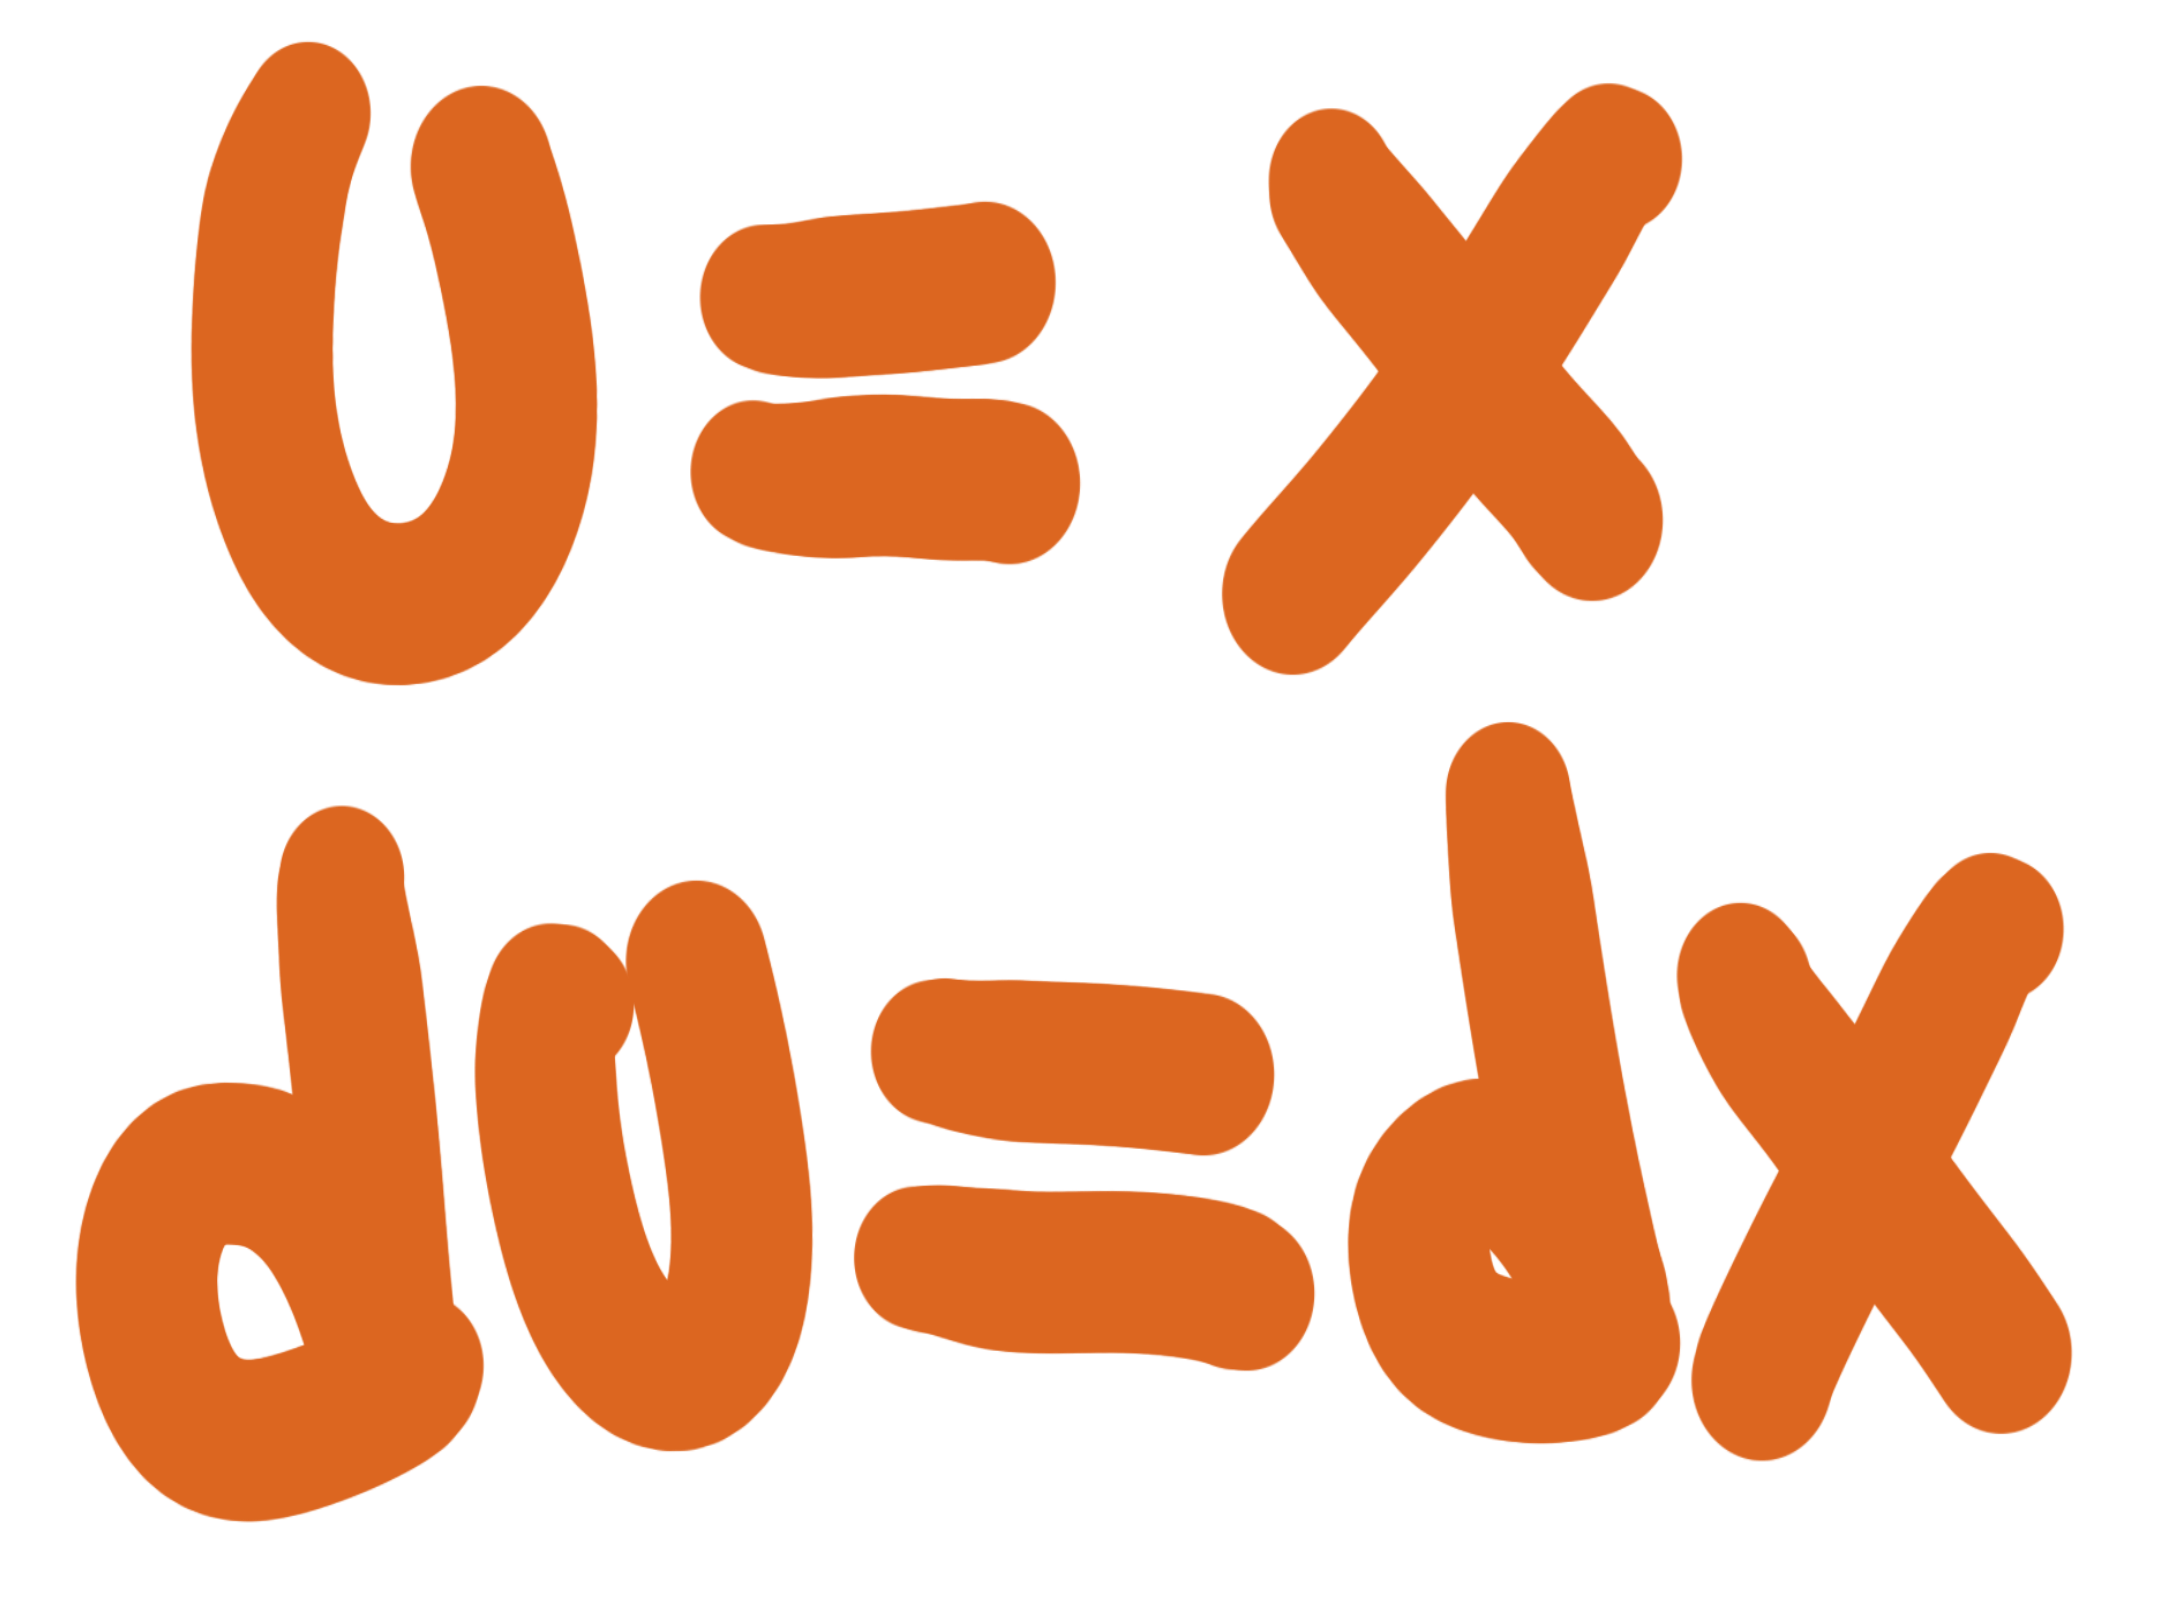 u = x
du = dx